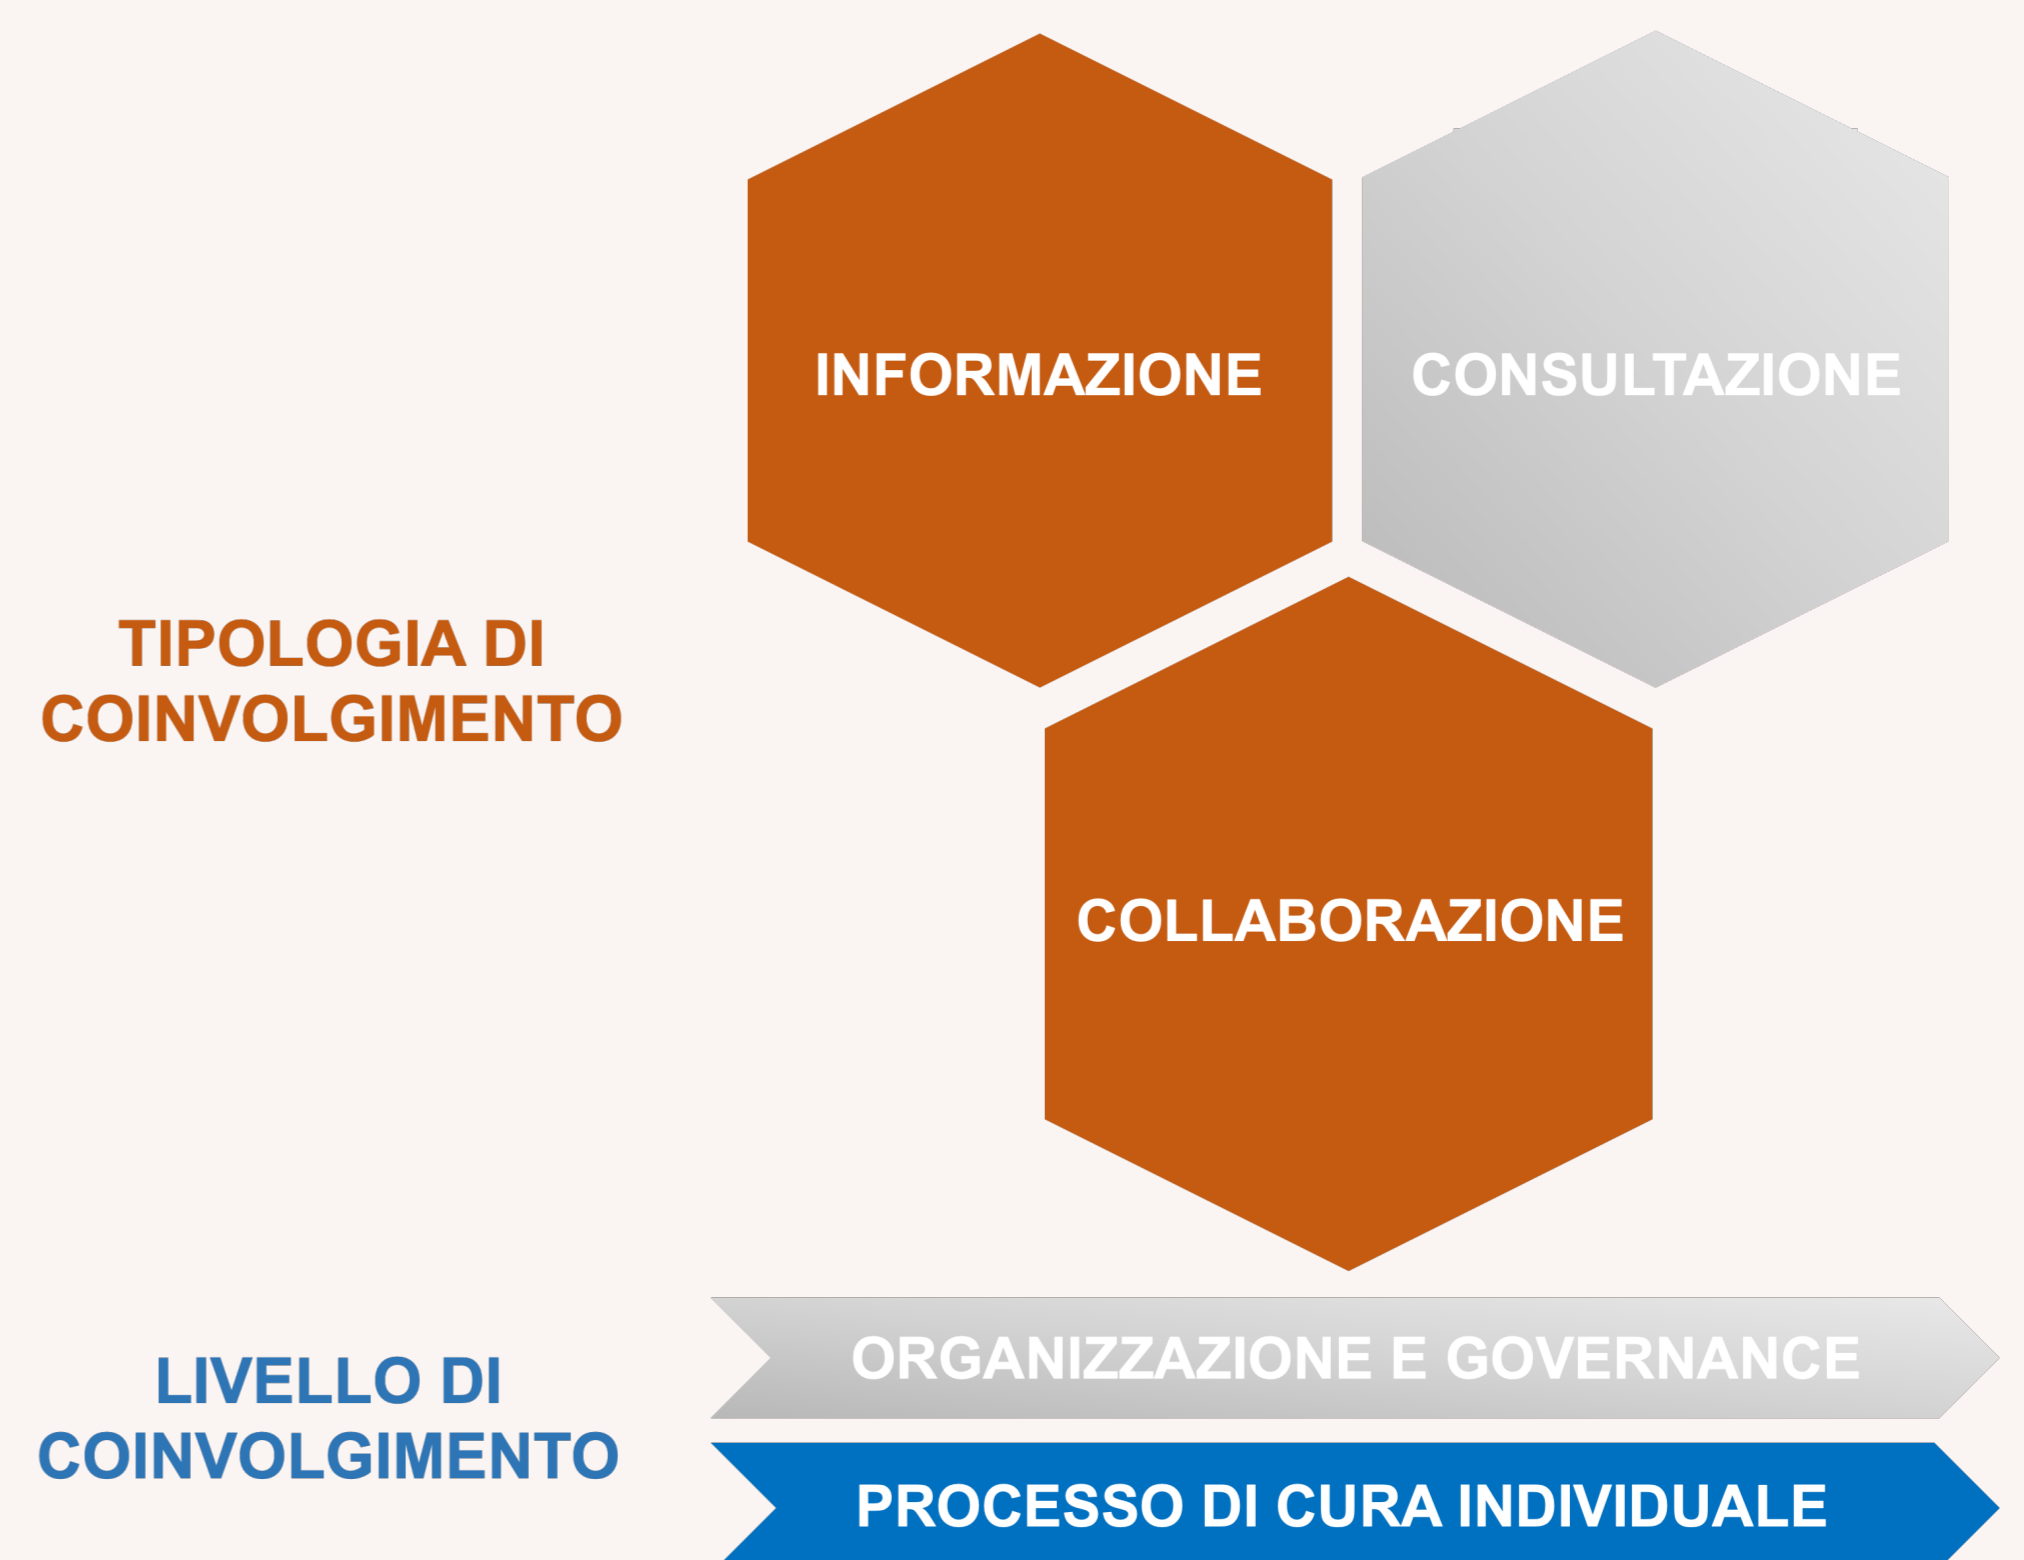 INFORMAZIONE
CONSULTAZIONE
TIPOLOGIA DI
COINVOLGIMENTO
COLLABORAZIONE
LIVELLO DI
COINVOLGIMENTO
ORGANIZZAZIONE E GOVERNANCE
PROCESSO DI CURA INDIVIDUALE